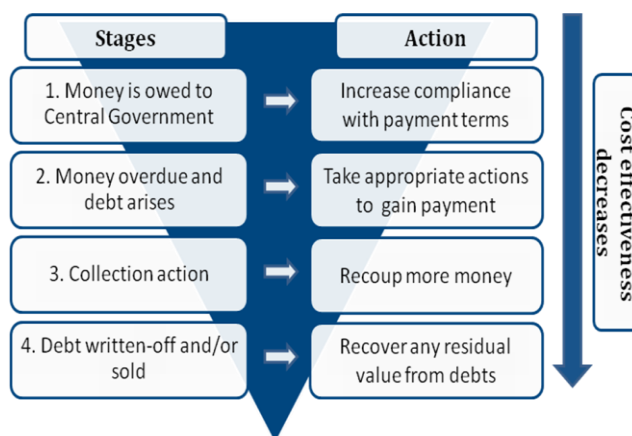 Stages
Action
1. Money is owed to
Central Government
Increase compliance
with payment terms
2. Money overdue and
debt arises
Take appropriate actions
to gain payment
3. Collection action
Recoup more money
4. Debt written-off and/or
sold
Recover any residual
value from debts
Cost effectiveness
decreases